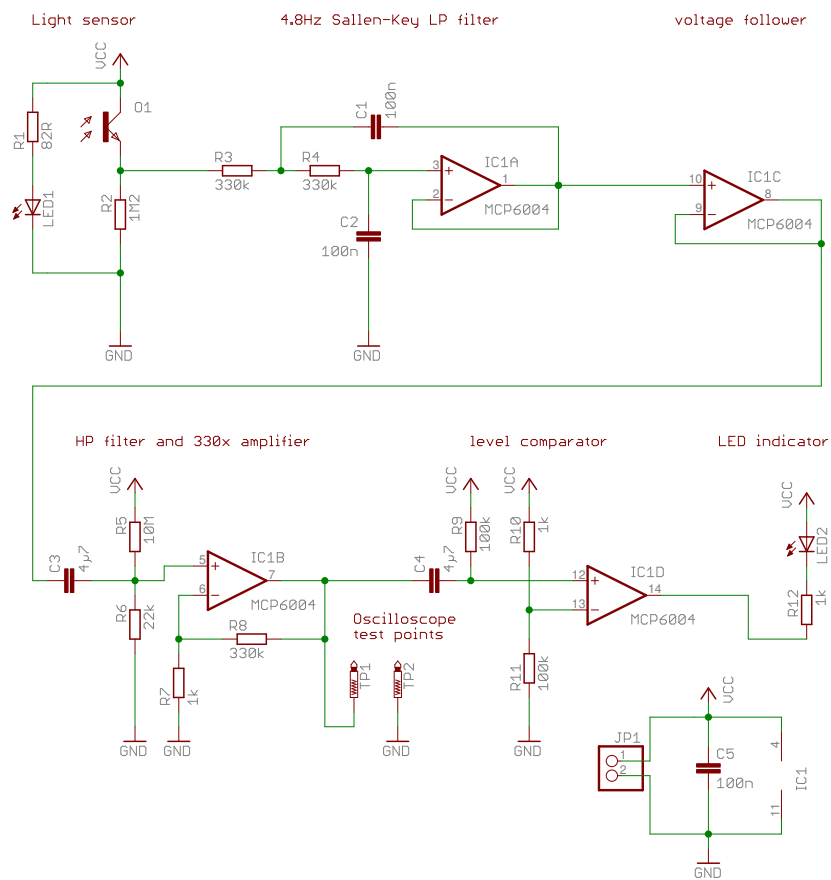 Light sensor
4.8Hz Sallen-Key LP filter
voltage follower
VCC
O1
R1
82R
LED1
R2
1M2
GND
R3
330k
R4
330k
C1
100n
C2
100n
GND
3
2
1
IC1A
MCP6004
10
9
8
IC1C
MCP6004
HP filter and 330x amplifier
level comparator
LED indicator
VCC
R5
10M
C3
4µ7
R6
22k
GND
5
6
7
IC1B
MCP6004
R8
330k
R7
1k
GND
Oscilloscope
test points
TP1
TP2
GND
C4
4µ7
VCC
R9
100k
VCC
R10
1k
R11
100k
GND
12
13
14
IC1D
MCP6004
VCC
LED2
R12
1k
JP1
1
2
VCC
C5
100n
4
11
IC1
GND